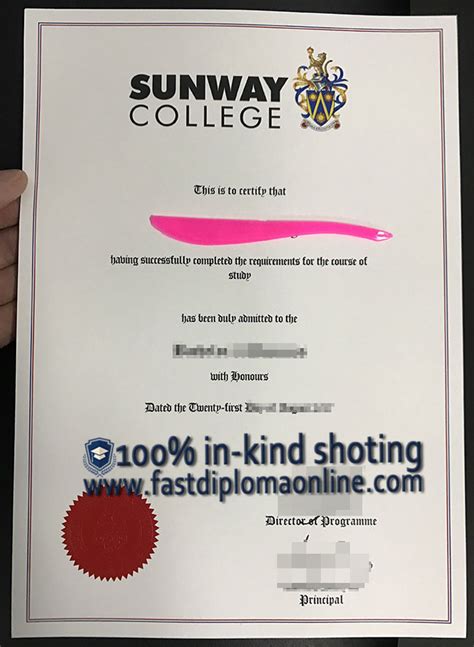 SUNWAY
COLLEGE
This is to certify that
having successfully completed the requirements for the course of
study
has been duly admitted to the
with Honours
Dated the Twenty-first
100% in-kind shoting
www.fastdiplomaonline.com
Director of Programme
Principal